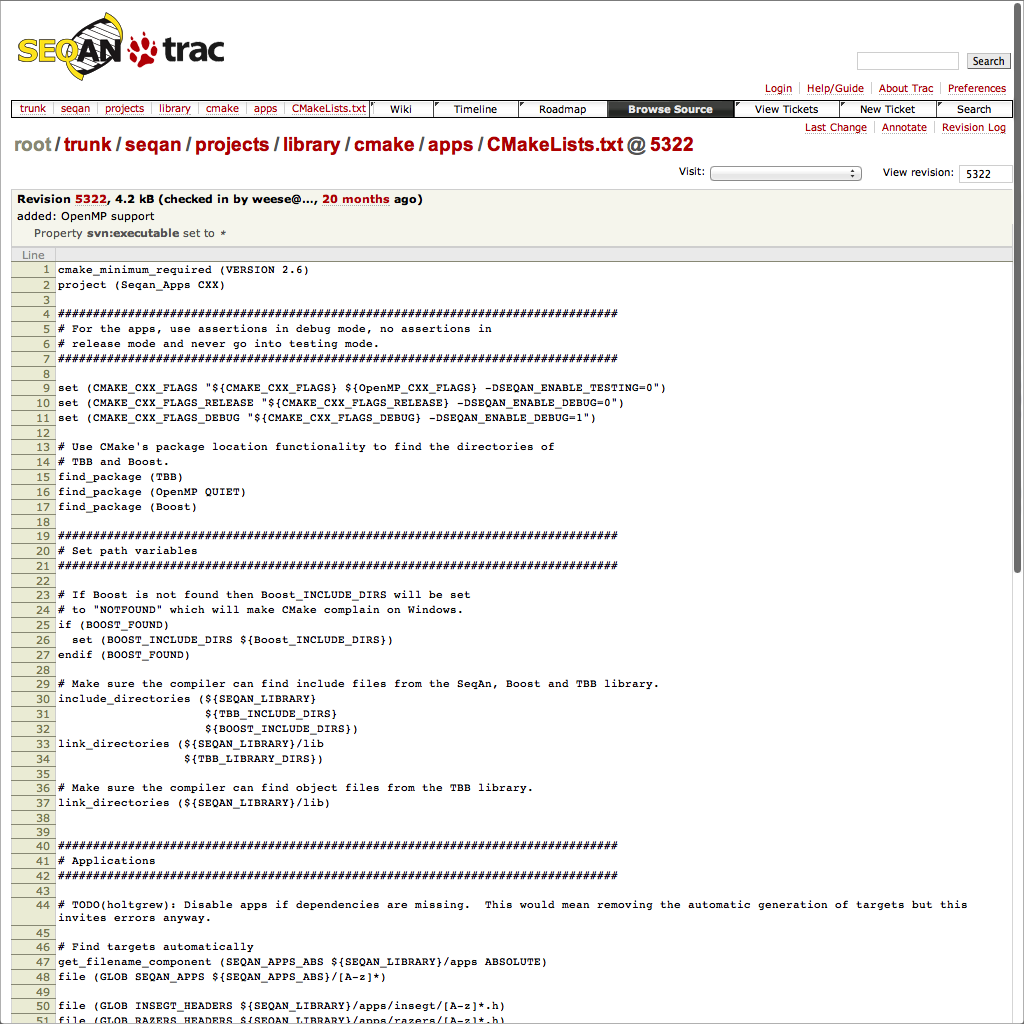 SEQAN trac
Search
Login Help/Guide About Trac Preferences
trunk seqan projects library cmake apps CMakeLists.txt Wiki Timeline Roadmap Browse Source View Tickets New Ticket Search
Last Change Annotate Revision Log
root/trunk/seqan/projects/library/cmake/apps/CMakeLists.txt @ 5322
Visit: View revision: 5322
Revision 5322, 4.2 kB (checked in by weese@…, 20 months ago)
added: OpenMP support
Property svn:executable set to *
Line
1 cmake_minimum_required (VERSION 2.6)
2 project (Seqan_Apps CXX)
3
4 ################################################################################
5 # For the apps, use assertions in debug mode, no assertions in
6 # release mode and never go into testing mode.
7 ################################################################################
8
9 set (CMAKE_CXX_FLAGS "${CMAKE_CXX_FLAGS} ${OpenMP_CXX_FLAGS} -DSEQAN_ENABLE_TESTING=0")
10 set (CMAKE_CXX_FLAGS_RELEASE "${CMAKE_CXX_FLAGS_RELEASE} -DSEQAN_ENABLE_DEBUG=0")
11 set (CMAKE_CXX_FLAGS_DEBUG "${CMAKE_CXX_FLAGS_DEBUG} -DSEQAN_ENABLE_DEBUG=1")
12
13 # Use CMake's package location functionality to find the directories of
14 # TBB and Boost.
15 find_package (TBB)
16 find_package (OpenMP QUIET)
17 find_package (Boost)
18
19 ################################################################################
20 # Set path variables
21 ################################################################################
22
23 # If Boost is not found then Boost_INCLUDE_DIRS will be set
24 # to "NOTFOUND" which will make CMake complain on Windows.
25 if (BOOST_FOUND)
26   set (BOOST_INCLUDE_DIRS ${Boost_INCLUDE_DIRS})
27 endif (BOOST_FOUND)
28
29 # Make sure the compiler can find include files from the SeqAn, Boost and TBB library.
30 include_directories (${SEQAN_LIBRARY}
31                      ${TBB_INCLUDE_DIRS}
32                      ${BOOST_INCLUDE_DIRS})
33 link_directories (${SEQAN_LIBRARY}/lib
34                   ${TBB_LIBRARY_DIRS})
35
36 # Make sure the compiler can find object files from the TBB library.
37 link_directories (${SEQAN_LIBRARY}/lib)
38
39
40 ################################################################################
41 # Applications
42 ################################################################################
43
44 # TODO(holtgrew): Disable apps if dependencies are missing.  This would mean removing the automatic generation of targets but this
invites errors anyway.
45
46 # Find targets automatically
47 get_filename_component (SEQAN_APPS_ABS ${SEQAN_LIBRARY}/apps ABSOLUTE)
48 file (GLOB SEQAN_APPS ${SEQAN_APPS_ABS}/[A-z]*)
49
50 file (GLOB INSEGT_HEADERS ${SEQAN_LIBRARY}/apps/insegt/[A-z]*.h)
51 file (GLOB RAZERS_HEADERS ${SEQAN_LIBRARY}/apps/razers/[A-z]*.h)